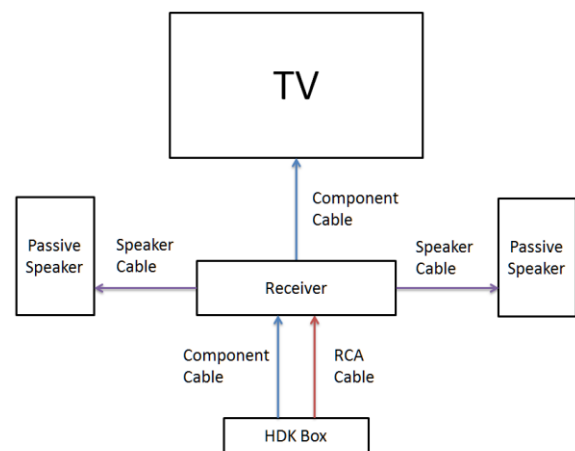 TV
Component
Cable
Passive
Speaker
Speaker
Cable
Speaker
Cable
Passive
Speaker
Receiver
Component
Cable
RCA
Cable
HDK Box